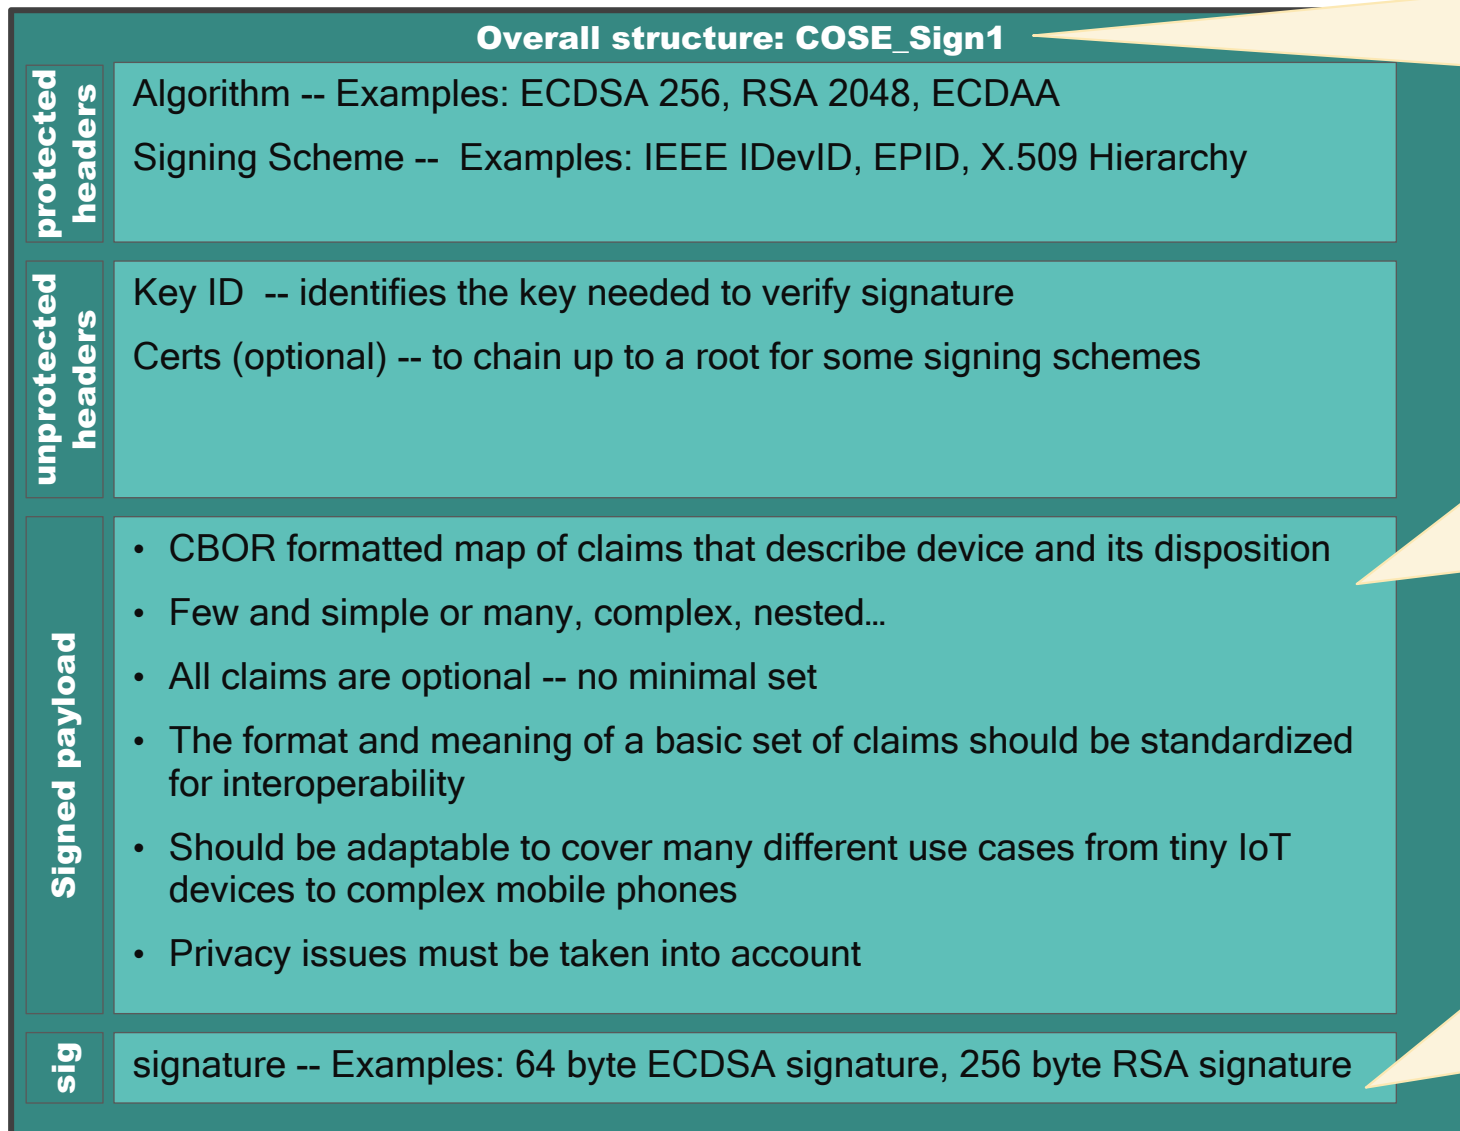 Overall structure: COSE_Sign1
protected
headers
Algorithm -- Examples: ECDSA 256, RSA 2048, ECDAA
Signing Scheme --  Examples: IEEE IDevID, EPID, X.509 Hierarchy
unprotected
headers
Key ID  -- identifies the key needed to verify signature
Certs (optional) -- to chain up to a root for some signing schemes
Signed payload
• CBOR formatted map of claims that describe device and its disposition
• Few and simple or many, complex, nested…
• All claims are optional -- no minimal set
• The format and meaning of a basic set of claims should be standardized
for interoperability
• Should be adaptable to cover many different use cases from tiny IoT
devices to complex mobile phones
• Privacy issues must be taken into account
sig
signature -- Examples: 64 byte ECDSA signature, 256 byte RSA signature